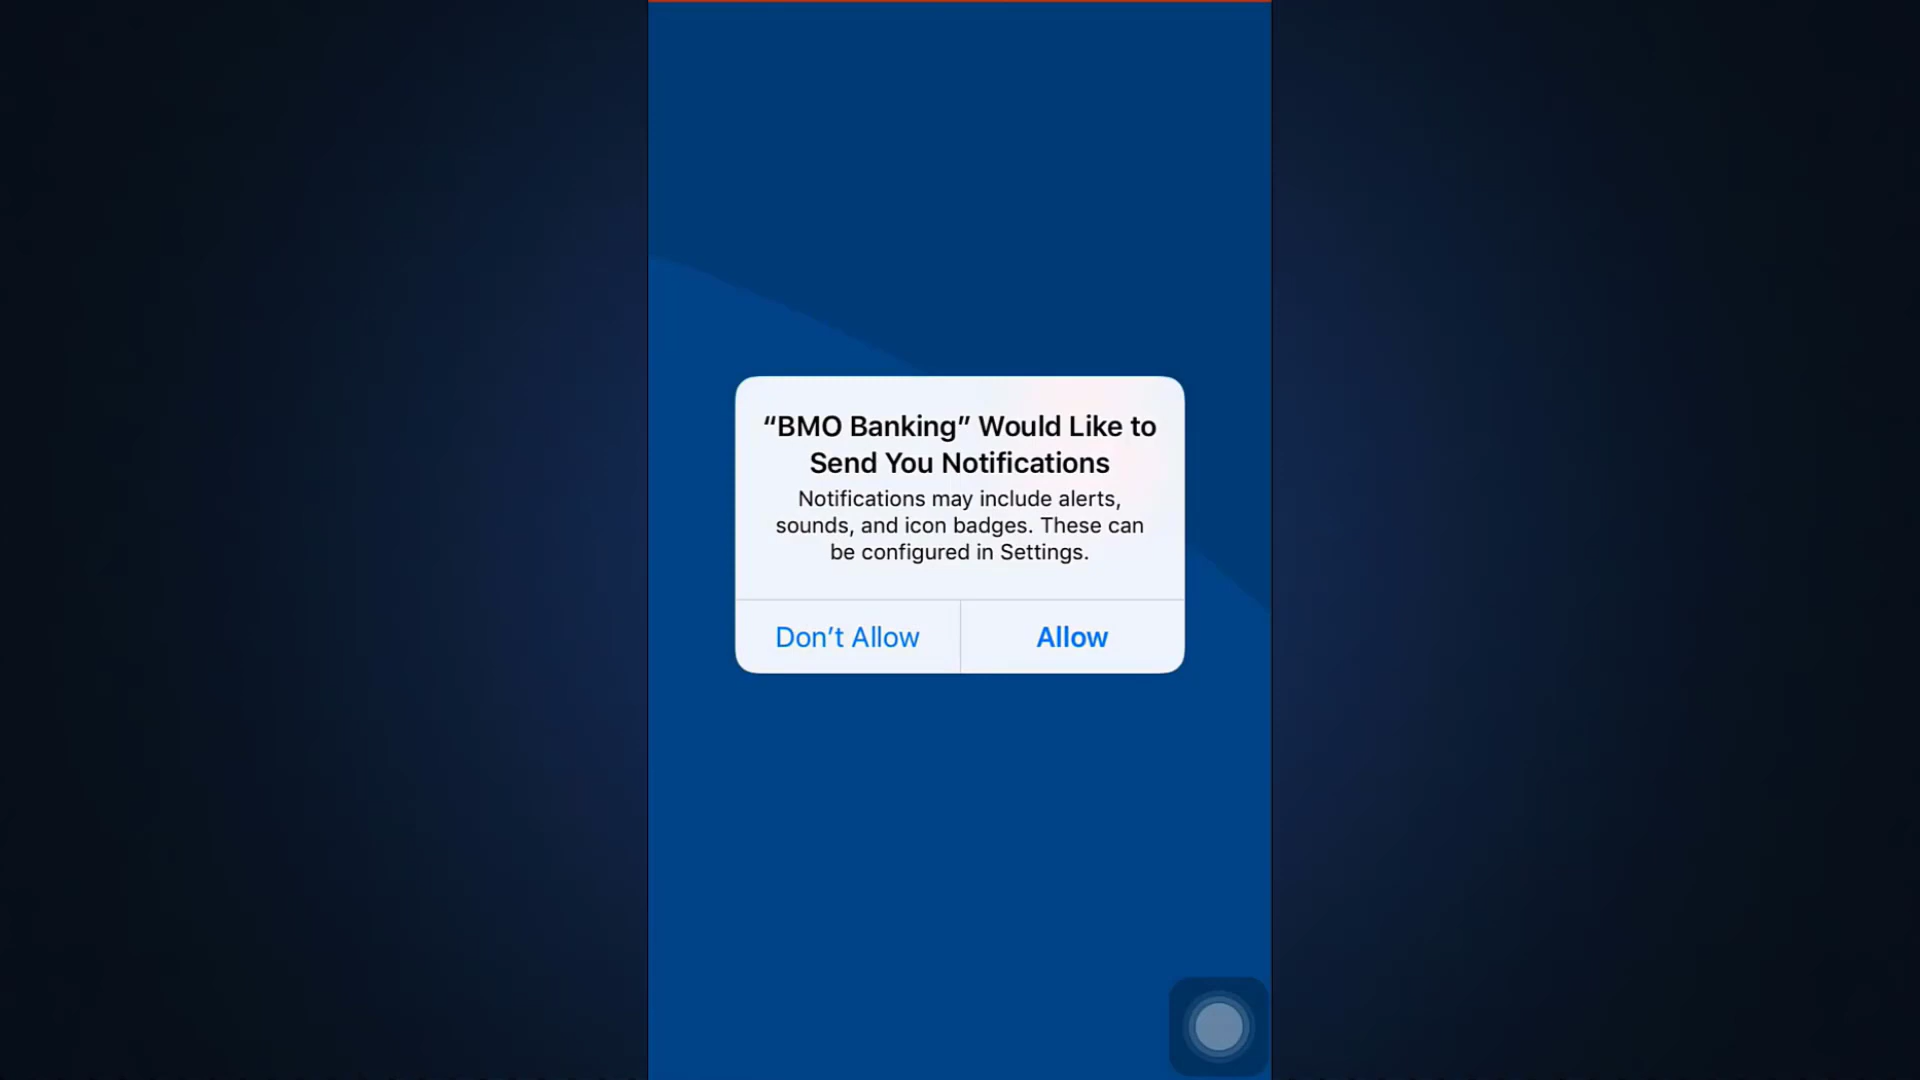 “BMO Banking” Would Like to
Send You Notifications
Notifications may include alerts,
sounds, and icon badges. These can
be configured in Settings.
Don’t Allow
Allow